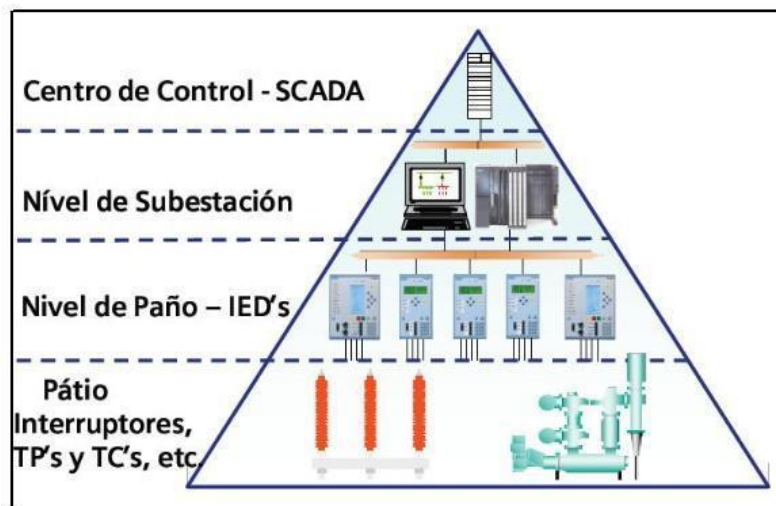 Centro de Control - SCADA
Nível de Subestación
Nivel de Paño – IED's
Pátio
Interruptores,
TP's y TC's, etc.